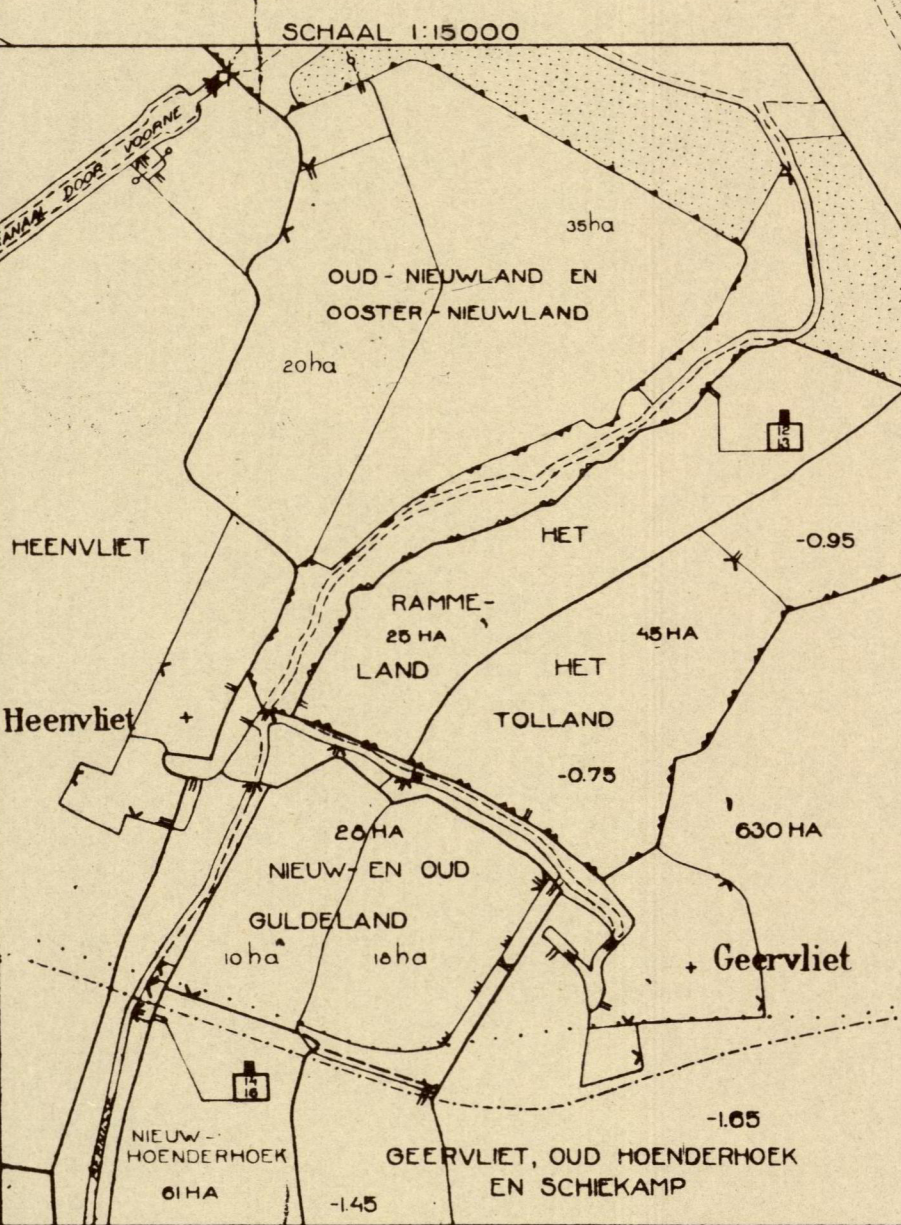 SCHAAL 1:15000
KANAAL DOOR VOORNE
35ha
OUD-NIEUWLAND EN
OOSTER-NIEUWLAND
20ha
12
13
HEENVLIET
HET
-0.95
RAMME-
25 HA
LAND
45 HA
HET
TOLLAND
Heenvliet
-0.75
28 HA
630 HA
NIEUW- EN OUD
GULDELAND
10ha
18ha
Geervliet
14
16
-1.65
NIEUW-
HOENDERHOEK
GEERVLIET, OUD HOENDERHOEK
EN SCHIEKAMP
61 HA
-1.45
BERNISSE